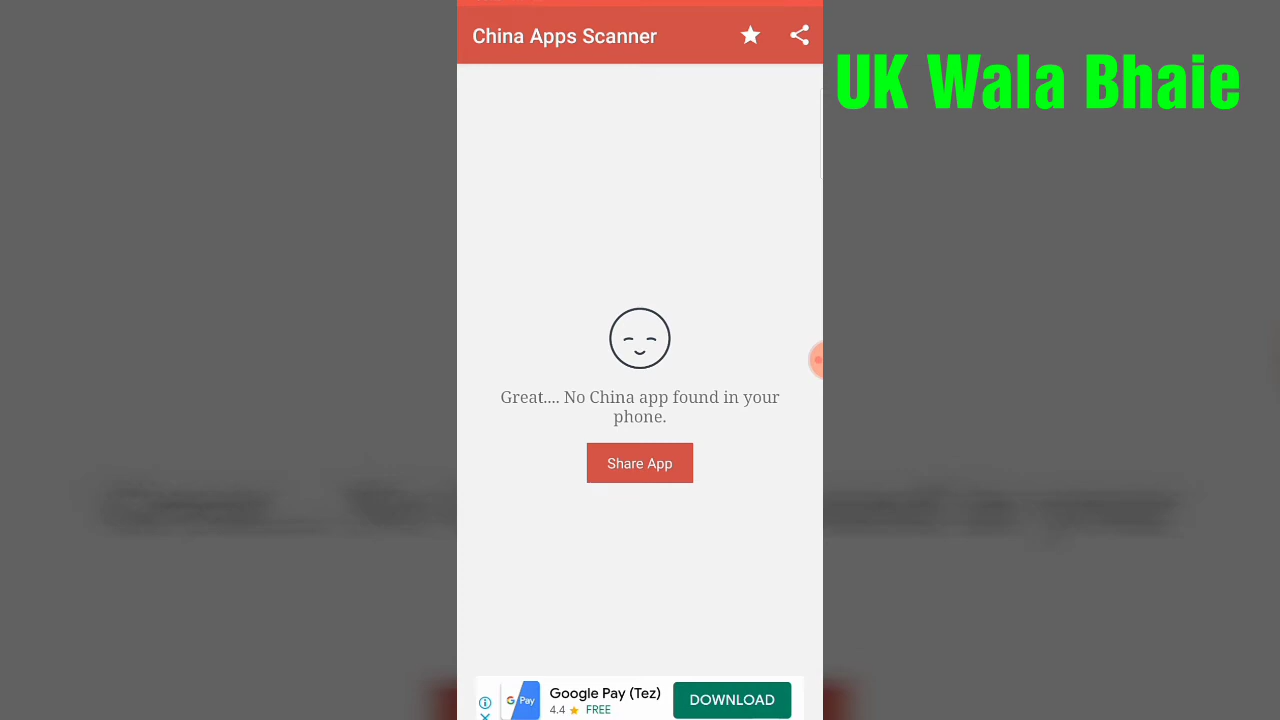 China Apps Scanner
UK Wala Bhaie
Great.... No China app found in your
phone.
Share App
G Pay
Google Pay (Tez)
4.4 ★ FREE
DOWNLOAD